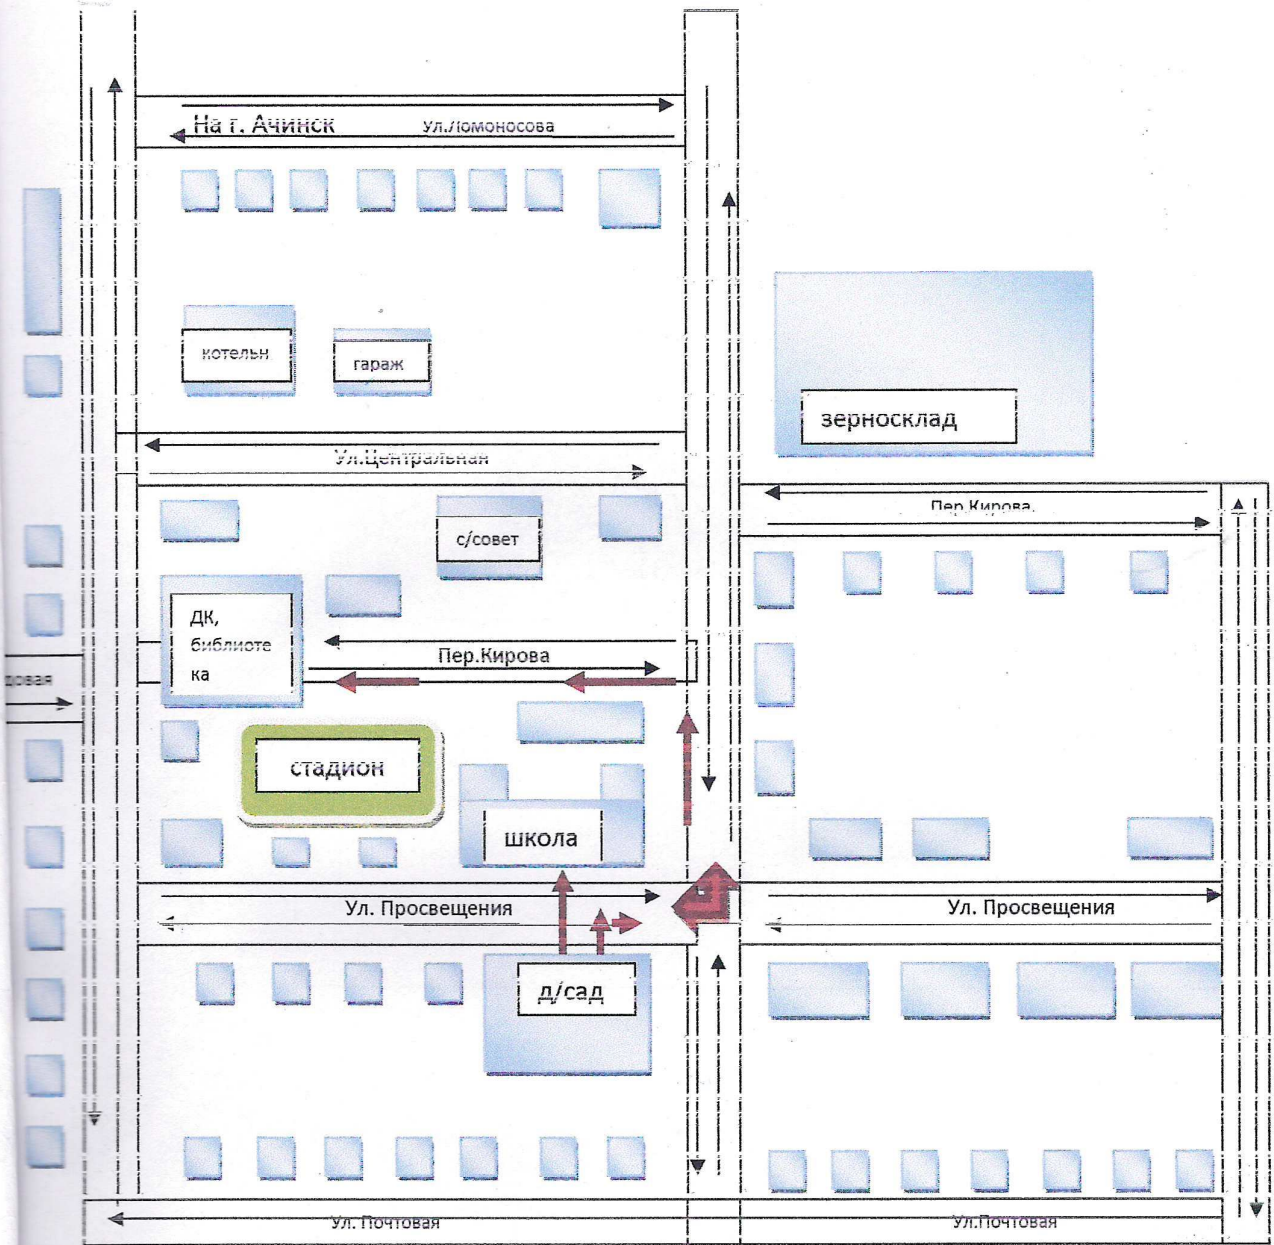 На г. Ачинск
Ул.Ломоносова
котельн
гараж
зерносклад
Ул.Центральная
Пер.Кирова.
с/совет
ДК,
библиоте
ка
Пер.Кирова
довая
стадион
школа
Ул. Просвещения
Ул. Просвещения
д/сад
Ул. Почтовая
Ул.Почтовая